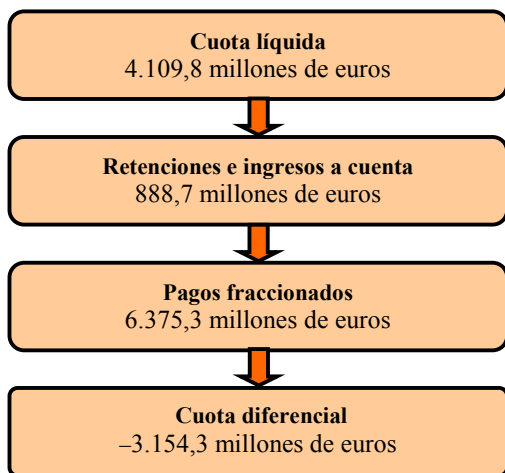 Cuota líquida
4.109,8 millones de euros
Retenciones e ingresos a cuenta
888,7 millones de euros
Pagos fraccionados
6.375,3 millones de euros
Cuota diferencial
–3.154,3 millones de euros